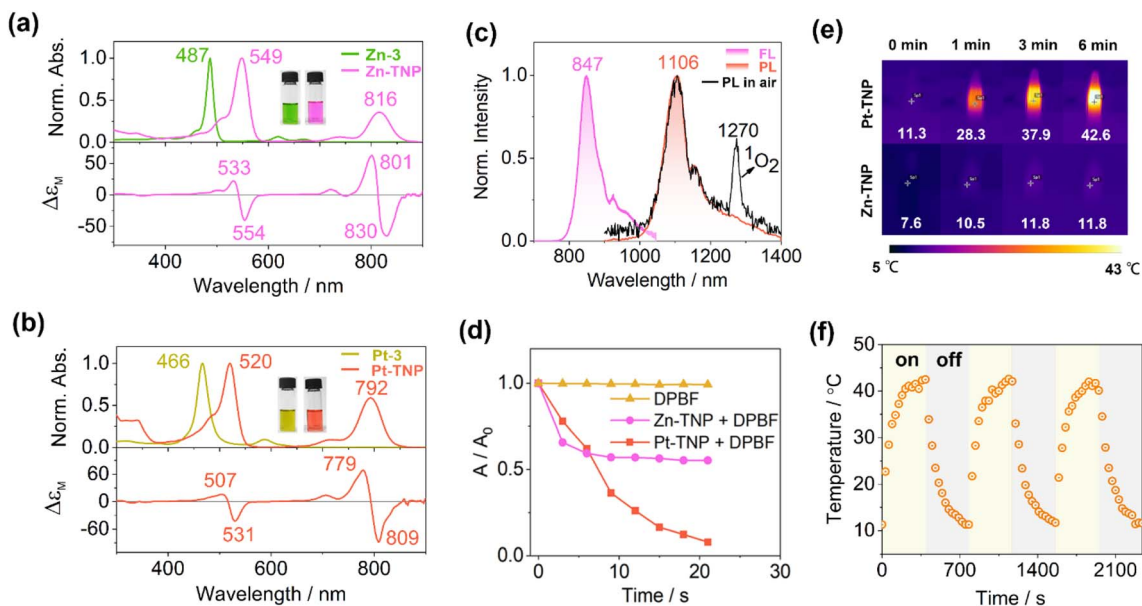 (a)
Norm. Abs.
1.0
0.5
0.0
487
549
816
Zn-3
Zn-TNP
Δε_M
50
0
-50
533
554
801
830
400
600
800
Wavelength / nm
(b)
Norm. Abs.
1.0
0.5
0.0
466
520
792
Pt-3
Pt-TNP
Δε_M
60
0
-60
507
531
779
809
200
400
600
800
Wavelength / nm
(c)
Norm. Intensity
1.0
0.5
0.0
847
1106
FL
PL
PL in air
1270
¹O₂
800
1000
1200
1400
Wavelength / nm
(d)
A / A₀
1.0
0.5
0.0
DPBF
Zn-TNP + DPBF
Pt-TNP + DPBF
0
10
20
30
Time / s
(e)
0 min 1 min 3 min 6 min
Pt-TNP
11.3 28.3 37.9 42.6
Zn-TNP
7.6 10.5 11.8 11.8
5 ℃ 43 ℃
(f)
Temperature / °C
50
40
30
20
10
on off
0
700
1400
2100
Time / s